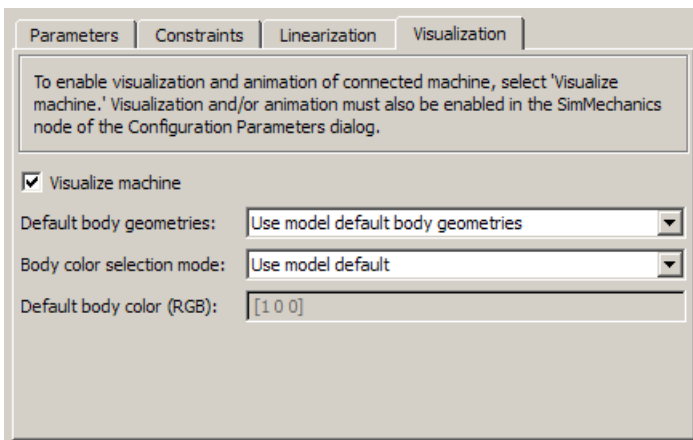 Parameters Constraints Linearization Visualization
To enable visualization and animation of connected machine, select 'Visualize
machine.' Visualization and/or animation must also be enabled in the SimMechanics
node of the Configuration Parameters dialog.
Visualize machine
Default body geometries: Use model default body geometries
Body color selection mode: Use model default
Default body color (RGB): [1 0 0]